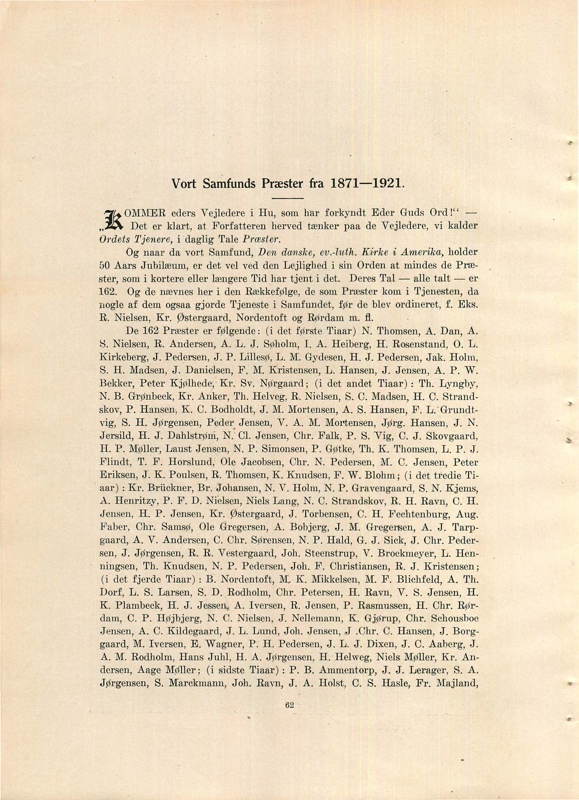 Vort Samfunds Præster fra 1871—1921.
„KOMMER eders Vejledere i Hu, som har forkyndt Eder Guds Ord!“ —
Det er klart, at Forfatteren herved tænker paa de Vejledere, vi kalder
Ordets Tjenere, i daglig Tale Præster.
Og naar da vort Samfund, Den danske, ev.-luth. Kirke i Amerika, holder
50 Aars Jubilæum, er det vel ved den Lejlighed i sin Orden at mindes de Præ-
ster, som i kortere eller længere Tid har tjent i det. Deres Tal — alle talt — er
162. Og de nævnes her i den Rækkefølge, de som Præster kom i Tjenesten, da
nogle af dem ogsaa gjorde Tjeneste i Samfundet, før de blev ordineret, f. Eks.
R. Nielsen, Kr. Østergaard, Nordentoft og Rørdam m. fl.
De 162 Præster er følgende: (i det første Tiaar) N. Thomsen, A. Dan, A.
S. Nielsen, R. Andersen, A. L. J. Søholm, I. A. Heiberg, H. Rosenstand, O. L.
Kirkeberg, J. Pedersen, J. P. Lillesø, L. M. Gydesen, H. J. Pedersen, Jak. Holm,
S. H. Madsen, J. Danielsen, F. M. Kristensen, L. Hansen, J. Jensen, A. P. W.
Bekker, Peter Kjølhede, Kr. Sv. Nørgaard; (i det andet Tiaar): Th. Lyngby,
N. B. Grønbeck, Kr. Anker, Th. Helveg, R. Nielsen, S. C. Madsen, H. C. Strand-
skov, P. Hansen, K. C. Bodholdt, J. M. Mortensen, A. S. Hansen, F. L. Grundt-
vig, S. H. Jørgensen, Peder Jensen, V. A. M. Mortensen, Jørg. Hansen, J. N.
Jersild, H. J. Dahlstrøm, N. Cl. Jensen, Chr. Falk, P. S. Vig, C. J. Skovgaard,
H. P. Møller, Laust Jensen, N. P. Simonsen, P. Gøtke, Th. K. Thomsen, L. P. J.
Flindt, T. F. Horslund, Ole Jacobsen, Chr. N. Pedersen, M. C. Jensen, Peter
Eriksen, J. K. Poulsen, R. Thomsen, K. Knudsen, F. W. Blohm; (i det tredie Ti-
aar): Kr. Brüeckner, Br. Johansen, N. V. Holm, N. P. Gravengaard, S. N. Kjems,
A. Henritzy, P. F. D. Nielsen, Niels Lang, N. C. Strandskov, R. H. Ravn, C. H.
Jensen, H. P. Jensen, Kr. Østergaard, J. Torbensen, C. H. Fechtenburg, Aug.
Faber, Chr. Samsø, Ole Gregersen, A. Bobjerg, J. M. Gregersen, A. J. Tarp-
gaard, A. V. Andersen, C. Chr. Sørensen, N. P. Hald, G. J. Sick, J. Chr. Peder-
sen, J. Jørgensen, R. R. Vestergaard, Joh. Steenstrup, V. Brockmeyer, L. Hen-
ningsen, Th. Knudsen, N. P. Pedersen, Joh. F. Christiansen, R. J. Kristensen;
(i det fjerde Tiaar): B. Nordentoft, M. K. Mikkelsen, M. F. Blichfeld, A. Th.
Dorf, L. S. Larsen, S. D. Rodholm, Chr. Petersen, H. Ravn, V. S. Jensen, H.
K. Plambeck, H. J. Jessen, A. Iversen, R. Jensen, P. Rasmussen, H. Chr. Rør-
dam, C. P. Højbjerg, N. C. Nielsen, J. Nellemann, K. Gjørup, Chr. Schousboe
Jensen, A. C. Kildegaard, J. L. Lund, Joh. Jensen, J .Chr. C. Hansen, J. Borg-
gaard, M. Iversen, E. Wagner, P. H. Pedersen, J. L. J. Dixen, J. C. Aaberg, J.
A. M. Rodholm, Hans Juhl, H. A. Jørgensen, H. Helweg, Niels Møller, Kr. An-
dersen, Aage Møller; (i sidste Tiaar): P. B. Ammentorp, J. J. Lerager, S. A.
Jørgensen, S. Marckmann, Joh. Ravn, J. A. Holst, C. S. Hasle, Fr. Majland,
62